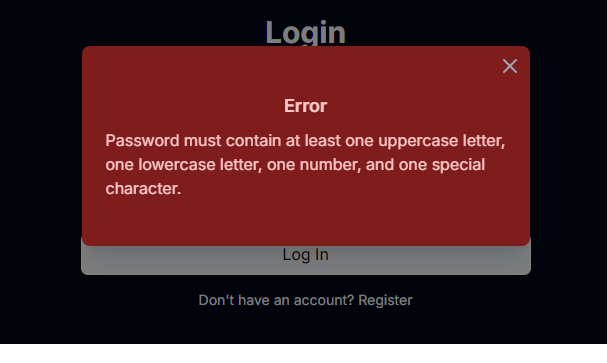 Login
Error
Password must contain at least one uppercase letter,
one lowercase letter, one number, and one special
character.
Log In
Don't have an account? Register